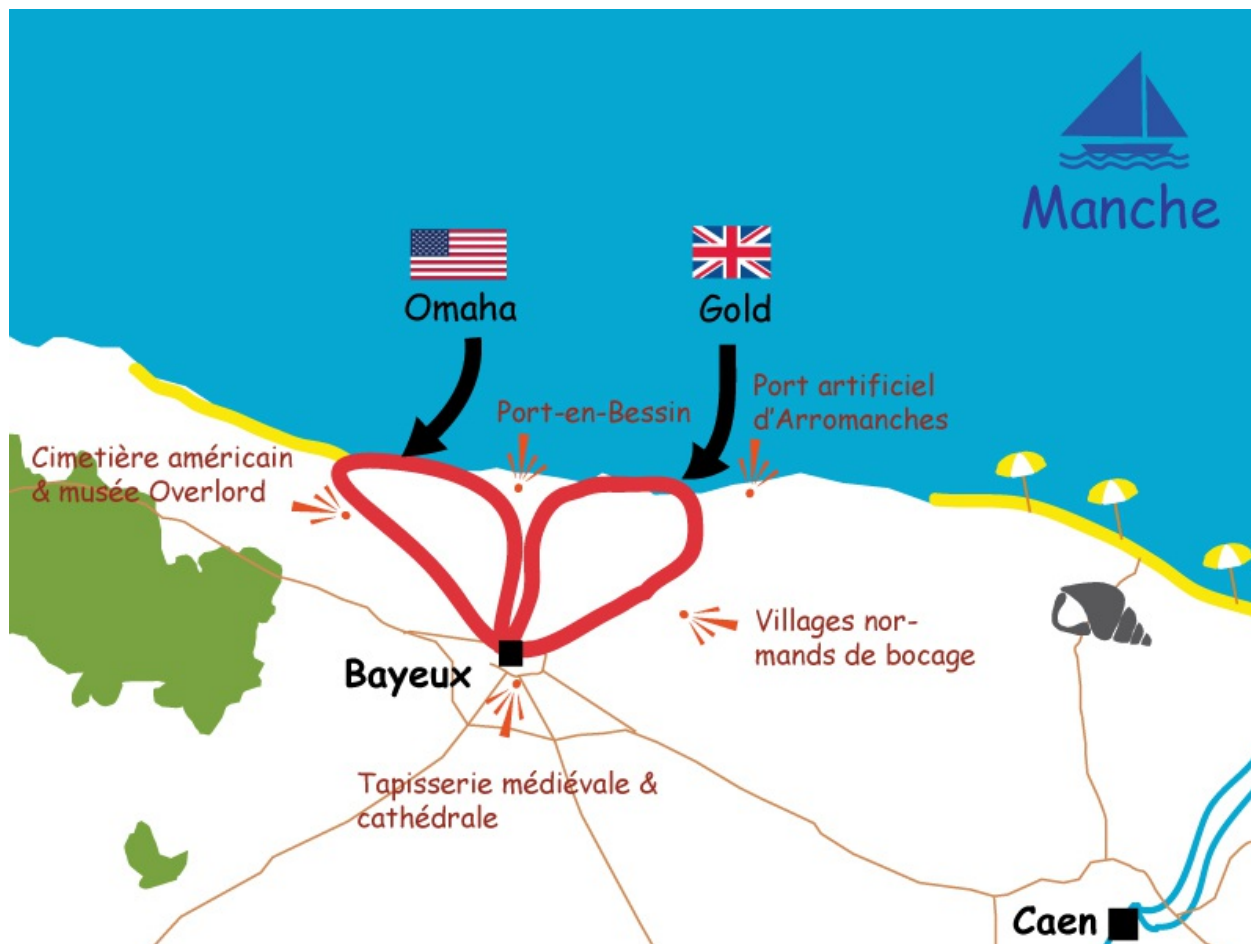 Manche
Omaha
Gold
Port artificiel
d'Arromanches
Port-en-Bessin
Cimetière américain
& musée Overlord
Villages nor-
mands de bocage
Bayeux
Tapisserie médiévale &
cathédrale
Caen